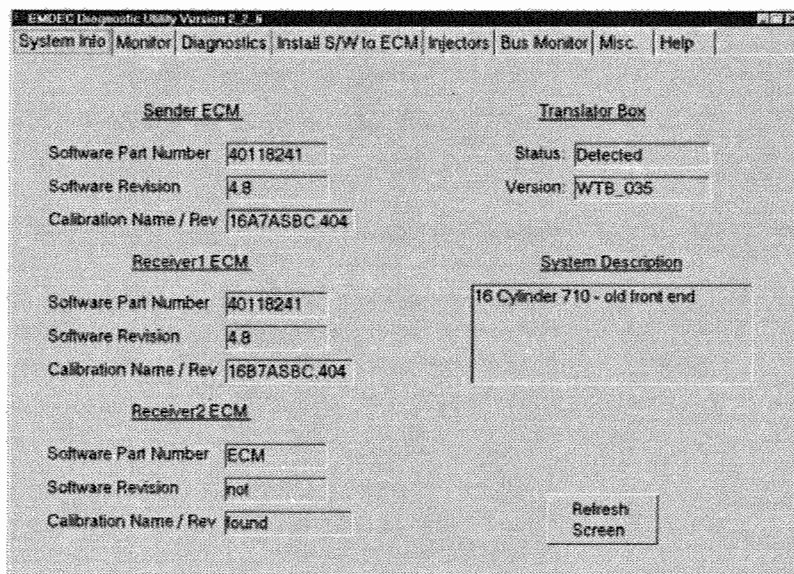 EMDEC Diagnostic Utility Version 2_2_6
System Info Monitor Diagnostics Install S/W to ECM Injectors Bus Monitor Misc. Help
Sender ECM
Software Part Number 40118241
Software Revision 4.8
Calibration Name / Rev 16A7ASBC.404
Receiver1 ECM
Software Part Number 40118241
Software Revision 4.8
Calibration Name / Rev 16B7ASBC.404
Receiver2 ECM
Software Part Number ECM
Software Revision not
Calibration Name / Rev found
Translator Box
Status: Detected
Version: WTB_035
System Description
16 Cylinder 710 - old front end
Refresh
Screen